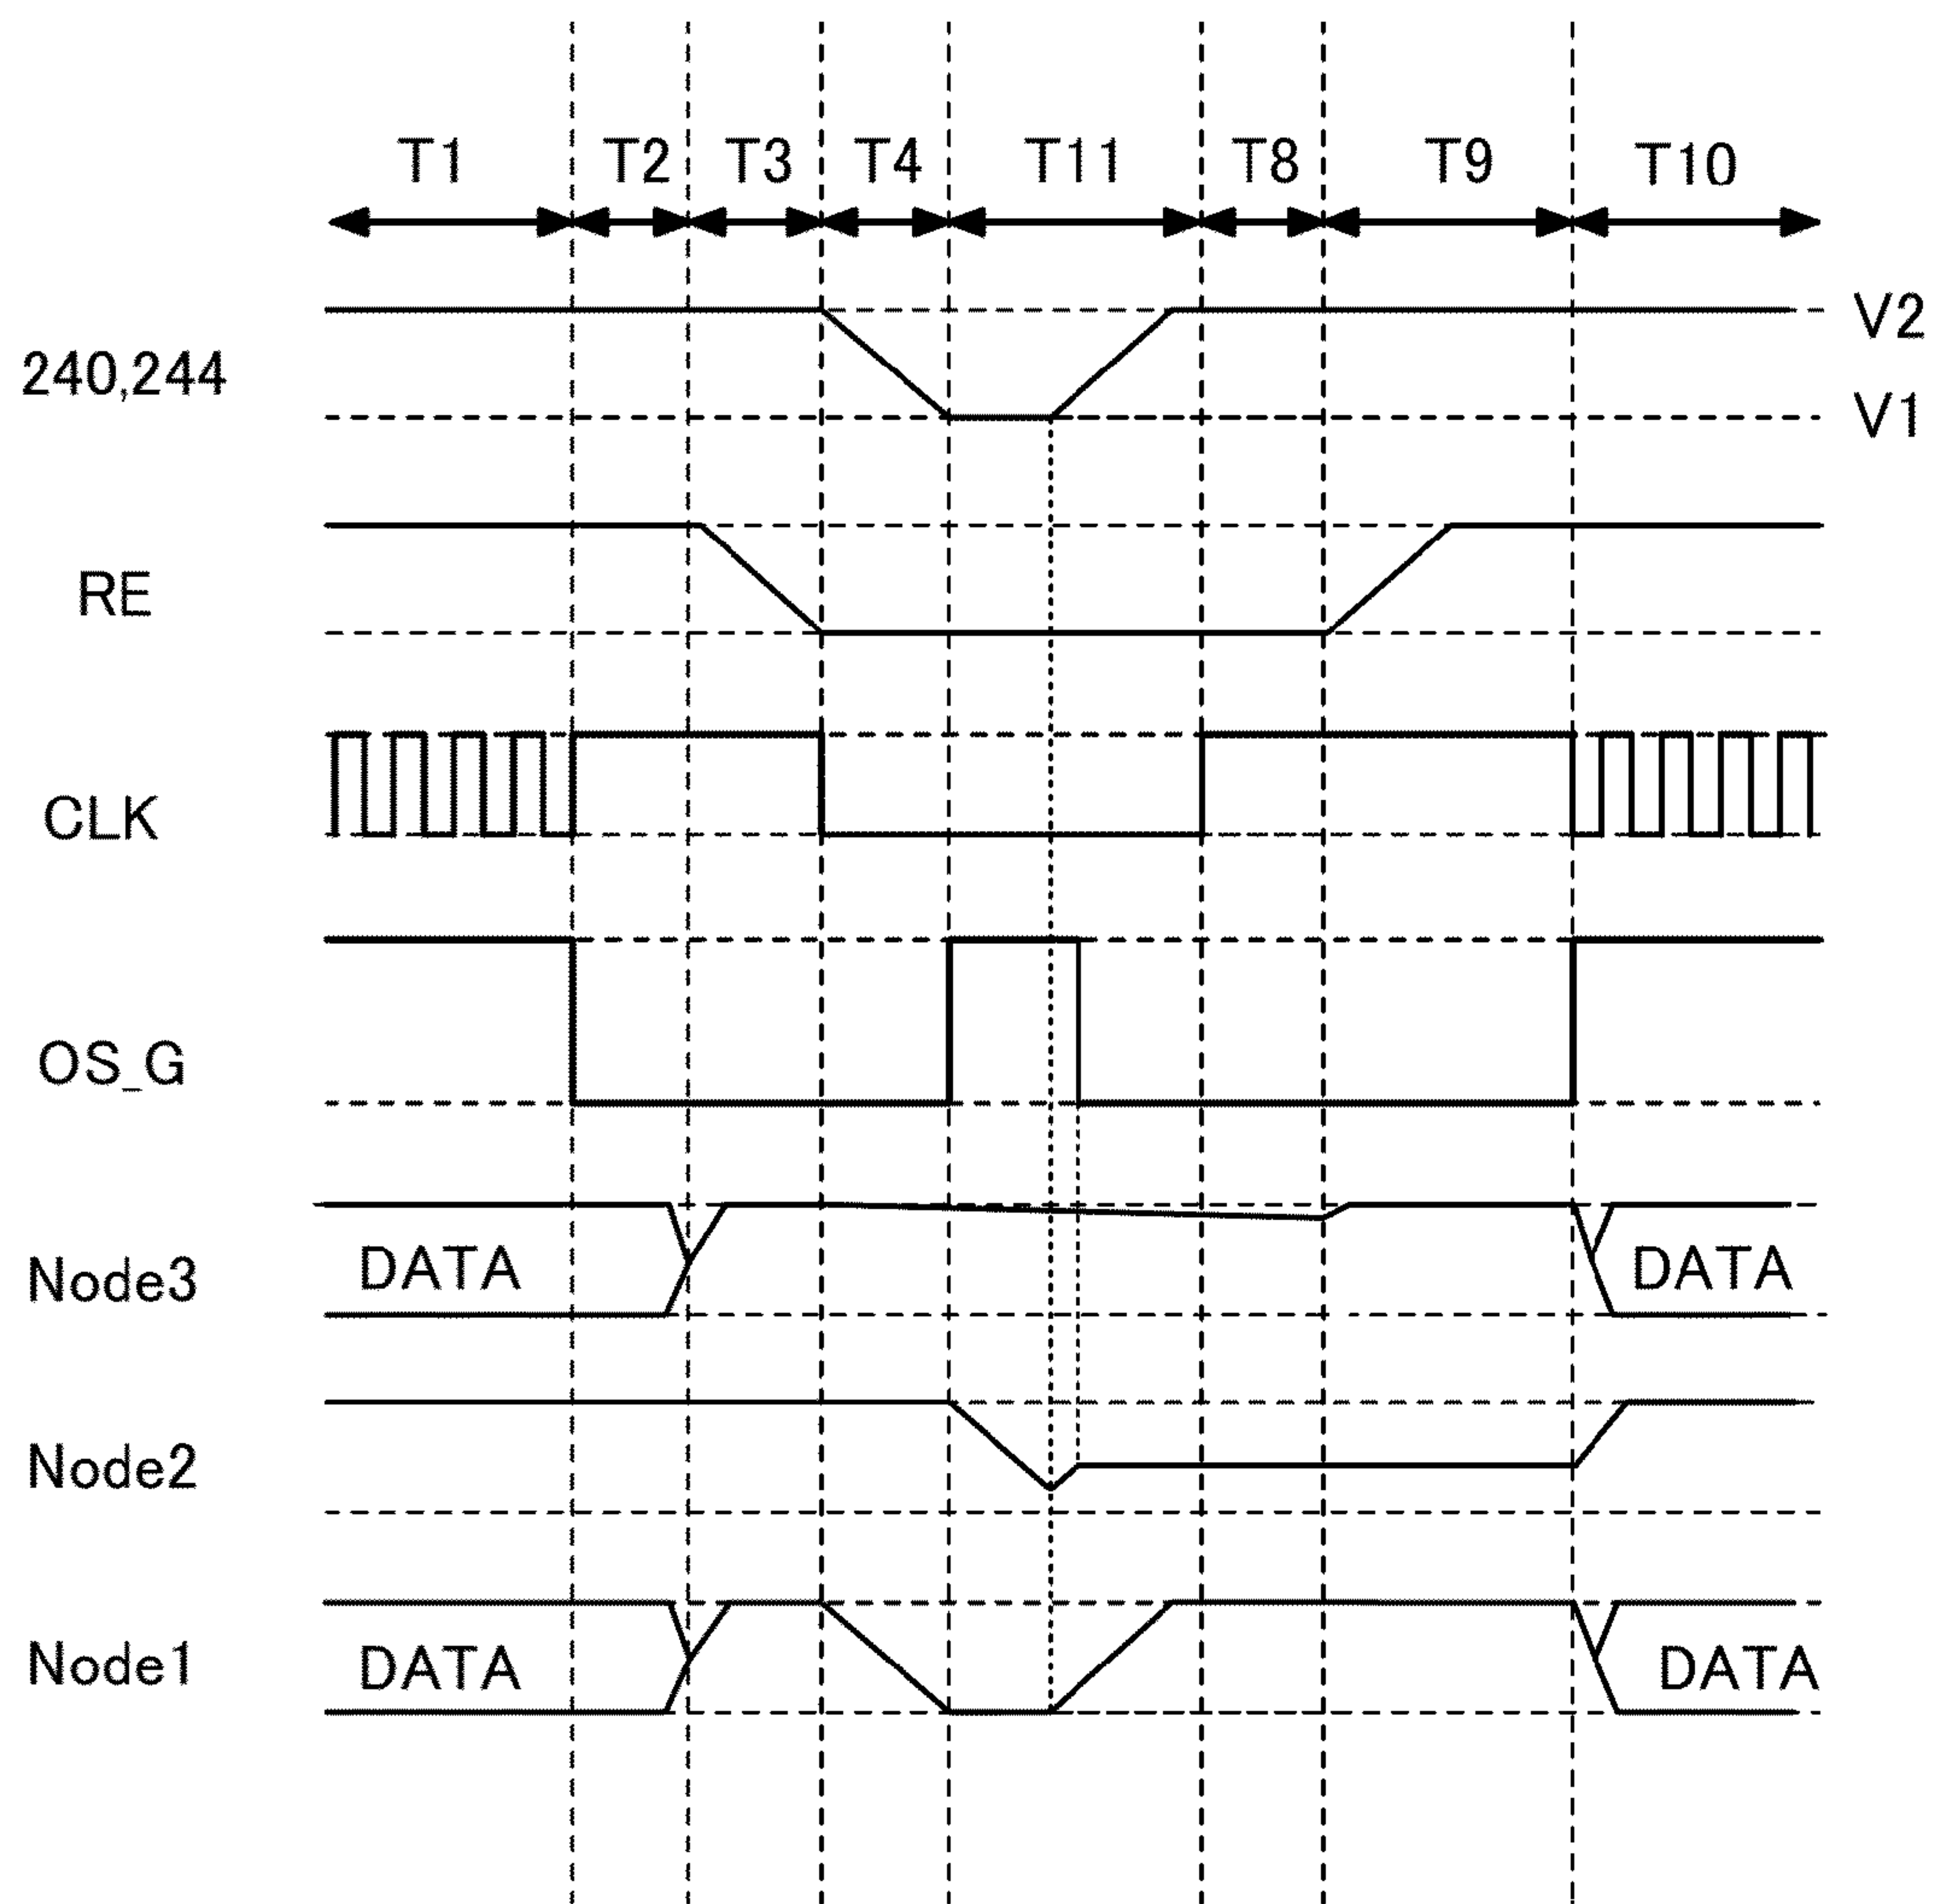 T1 T2 T3 T4 T11 T8 T9 T10
V2
240,244
V1
RE
CLK
OS_G
Node3 DATA DATA
Node2
Node1 DATA DATA